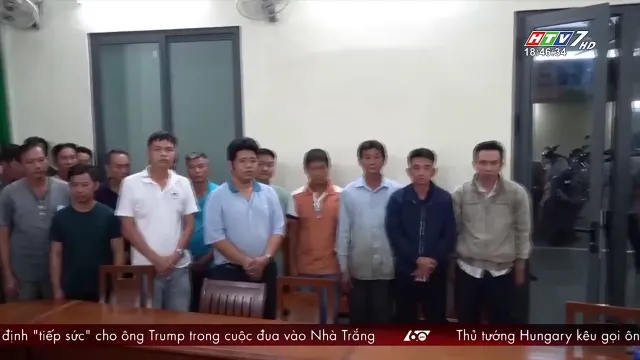 HTV7 HD
18:46:34
định "tiếp sức" cho ông Trump trong cuộc đua vào Nhà Trắng 60 Thủ tướng Hungary kêu gọi ôn